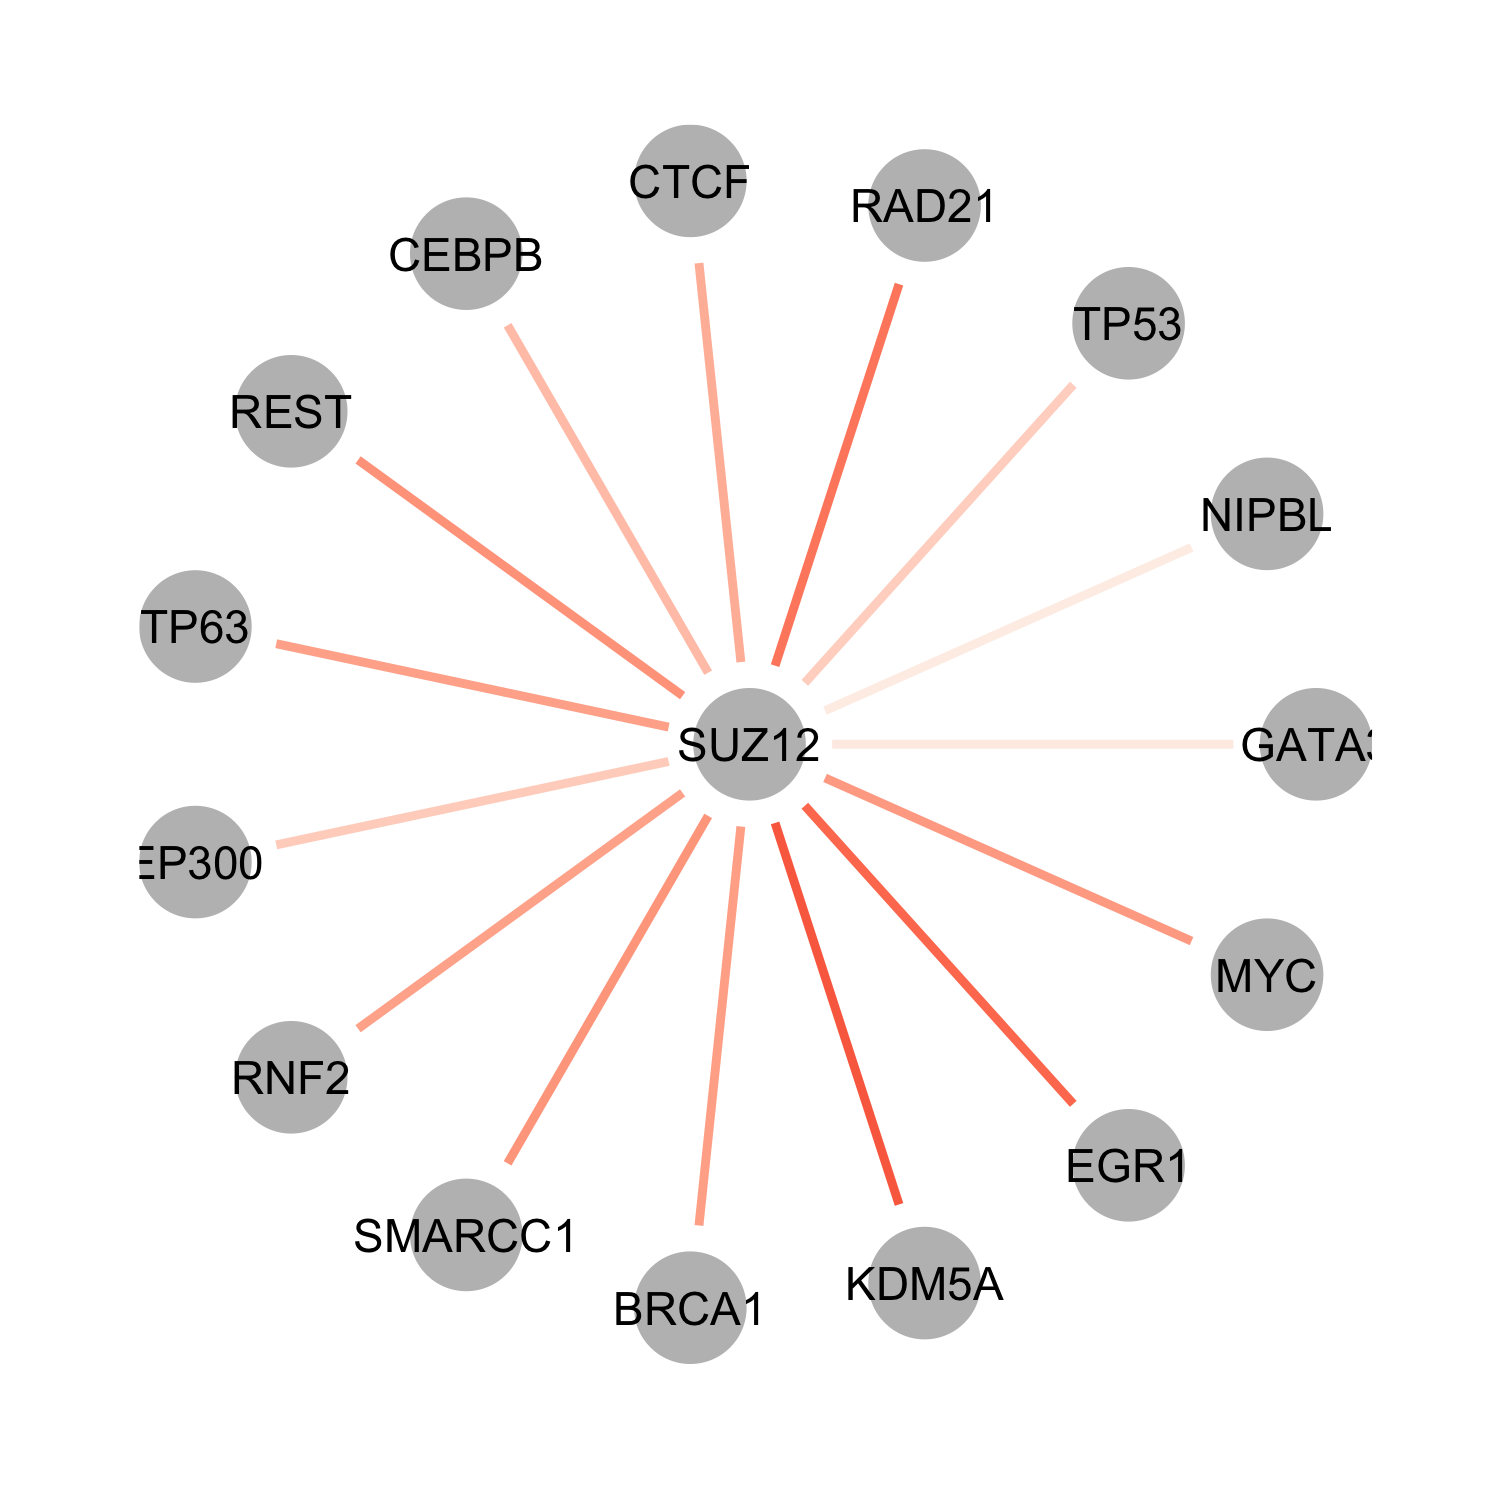 CTCF
RAD21
CEBPB
TP53
REST
NIPBL
TP63
SUZ12
GATA3
EP300
MYC
RNF2
EGR1
SMARCC1
KDM5A
BRCA1